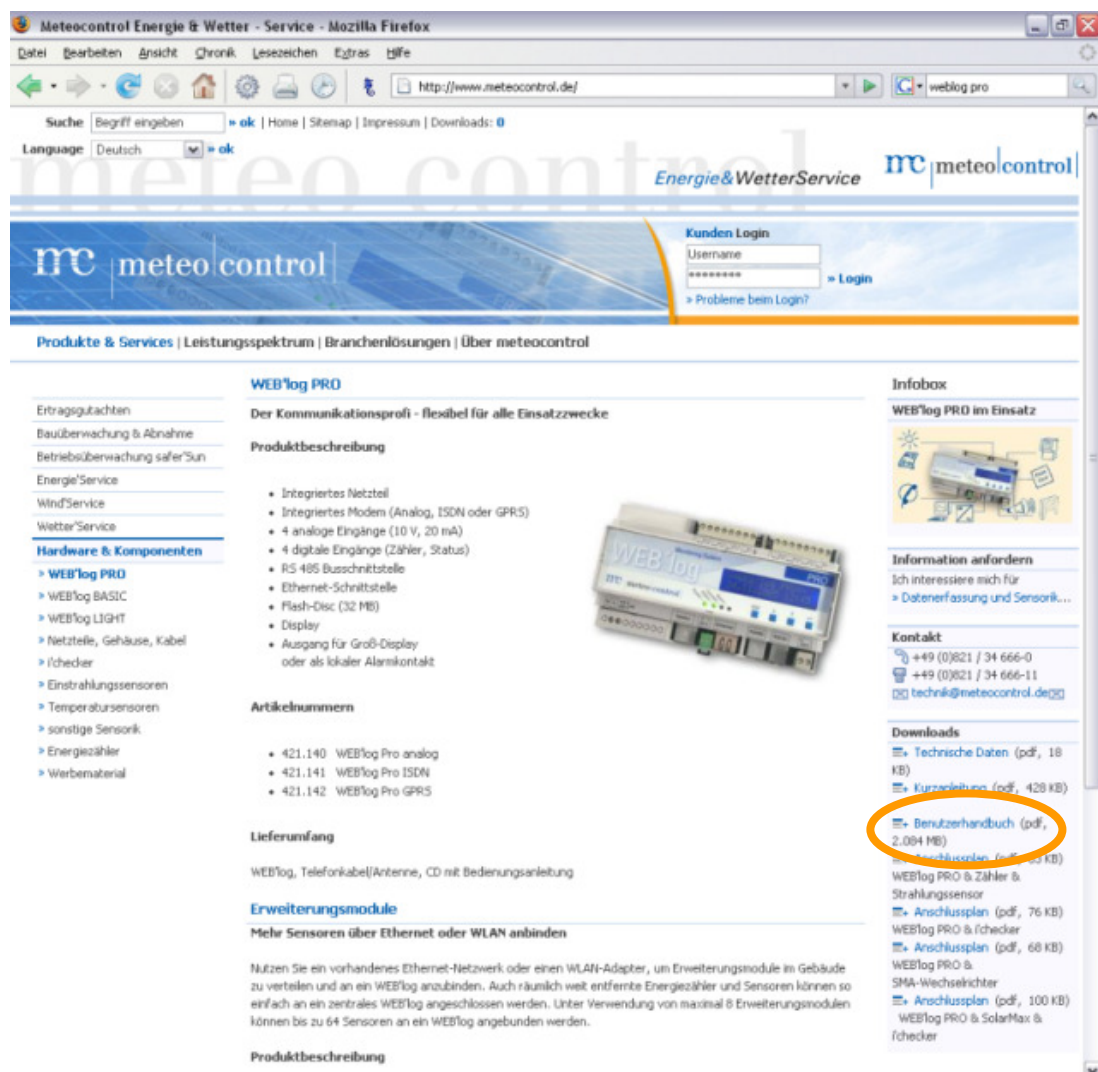 Meteocontrol Energie & Wetter - Service - Mozilla Firefox
Datei Bearbeiten Ansicht Chronik Lesezeichen Extras Hilfe
http://www.meteocontrol.de/
weblog pro
Suche Begriff eingeben » ok | Home | Sitemap | Impressum | Downloads: 0
Language Deutsch » ok
meteo control
Energie&WetterService
mc meteo control
mc meteo control
Kunden Login
Username
********
» Login
» Probleme beim Login?
Produkte & Services | Leistungsspektrum | Branchenlösungen | Über meteocontrol
Ertragsgutachten
Bauüberwachung & Abnahme
Betriebsüberwachung safer'Sun
Energie'Service
Wind'Service
Wetter'Service
Hardware & Komponenten
» WEB'log PRO
» WEB'log BASIC
» WEB'log LIGHT
» Netzteile, Gehäuse, Kabel
» i'checker
» Einstrahlungssensoren
» Temperatursensoren
» sonstige Sensorik
» Energiezähler
» Werbematerial
WEB'log PRO
Der Kommunikationsprofi - flexibel für alle Einsatzzwecke
Produktbeschreibung
• Integriertes Netzteil
• Integriertes Modem (Analog, ISDN oder GPRS)
• 4 analoge Eingänge (10 V, 20 mA)
• 4 digitale Eingänge (Zähler, Status)
• RS 485 Busschnittstelle
• Ethernet-Schnittstelle
• Flash-Disc (32 MB)
• Display
• Ausgang für Groß-Display
oder als lokaler Alarmkontakt
WEB'log
PRO
mc meteo control
Artikelnummern
• 421.140 WEB'log Pro analog
• 421.141 WEB'log Pro ISDN
• 421.142 WEB'log Pro GPRS
Lieferumfang
WEB'log, Telefonkabel/Antenne, CD mit Bedienungsanleitung
Erweiterungsmodule
Mehr Sensoren über Ethernet oder WLAN anbinden
Nutzen Sie ein vorhandenes Ethernet-Netzwerk oder einen WLAN-Adapter, um Erweiterungsmodule im Gebäude
zu verteilen und an ein WEB'log anzubinden. Auch räumlich weit entfernte Energiezähler und Sensoren können so
einfach an ein zentrales WEB'log angeschlossen werden. Unter Verwendung von maximal 8 Erweiterungsmodulen
können bis zu 64 Sensoren an ein WEB'log angebunden werden.
Produktbeschreibung
Infobox
WEB'log PRO im Einsatz
Information anfordern
Ich interessiere mich für
» Datenerfassung und Sensorik...
Kontakt
+49 (0)821 / 34 666-0
+49 (0)821 / 34 666-11
technik@meteocontrol.de
Downloads
Technische Daten (pdf, 18
KB)
Kurzanleitung (pdf, 428 KB)
Benutzerhandbuch (pdf,
2.084 MB)
Anschlussplan (pdf, KB)
WEB'log PRO & Zähler &
Strahlungssensor
Anschlussplan (pdf, 76 KB)
WEB'log PRO & i'checker
Anschlussplan (pdf, 68 KB)
WEB'log PRO &
SMA-Wechselrichter
Anschlussplan (pdf, 100 KB)
WEB'log PRO & SolarMax &
i'checker